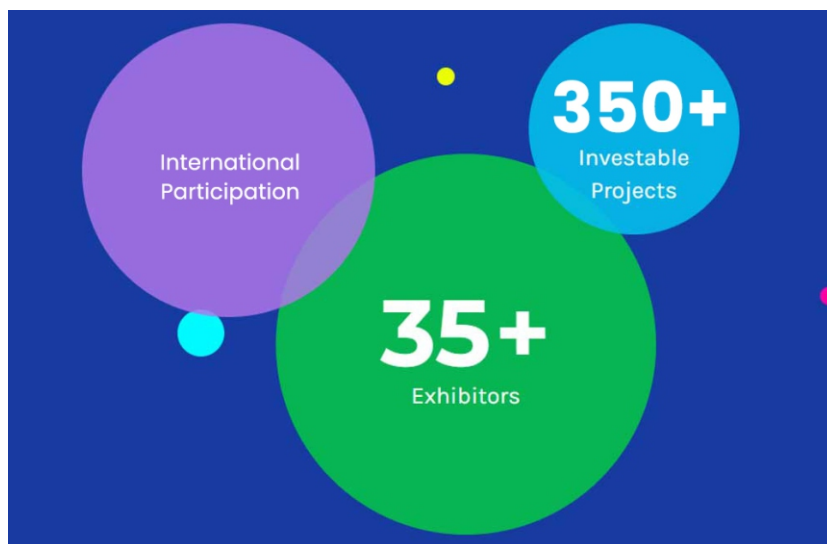 International
Participation
350+
Investable
Projects
35+
Exhibitors